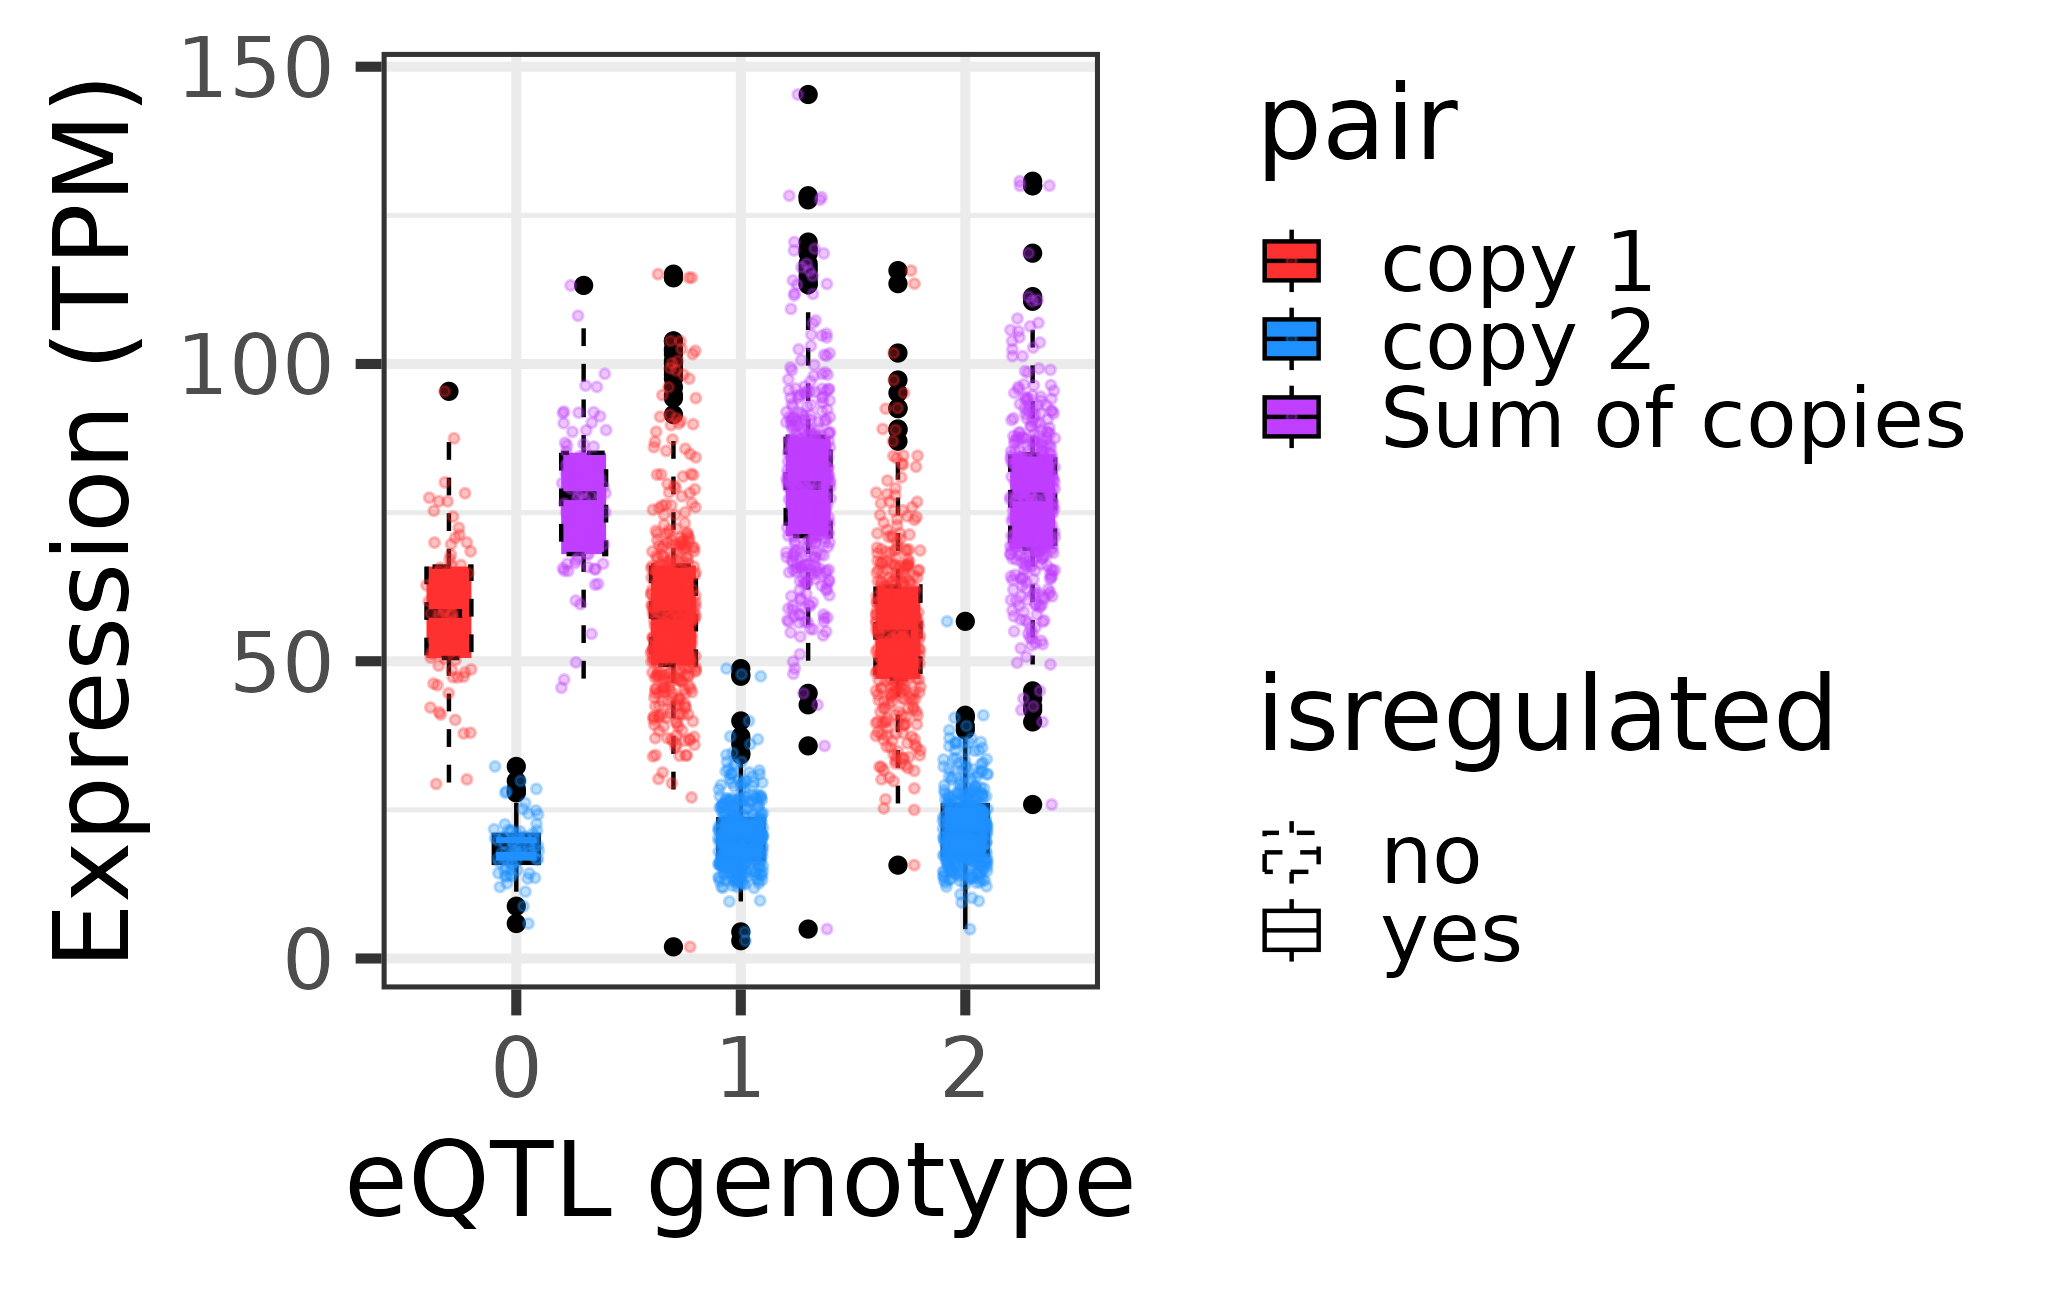 Expression (TPM)
150
100
50
0
0 1 2
eQTL genotype
pair
copy 1
copy 2
Sum of copies
isregulated
no
yes